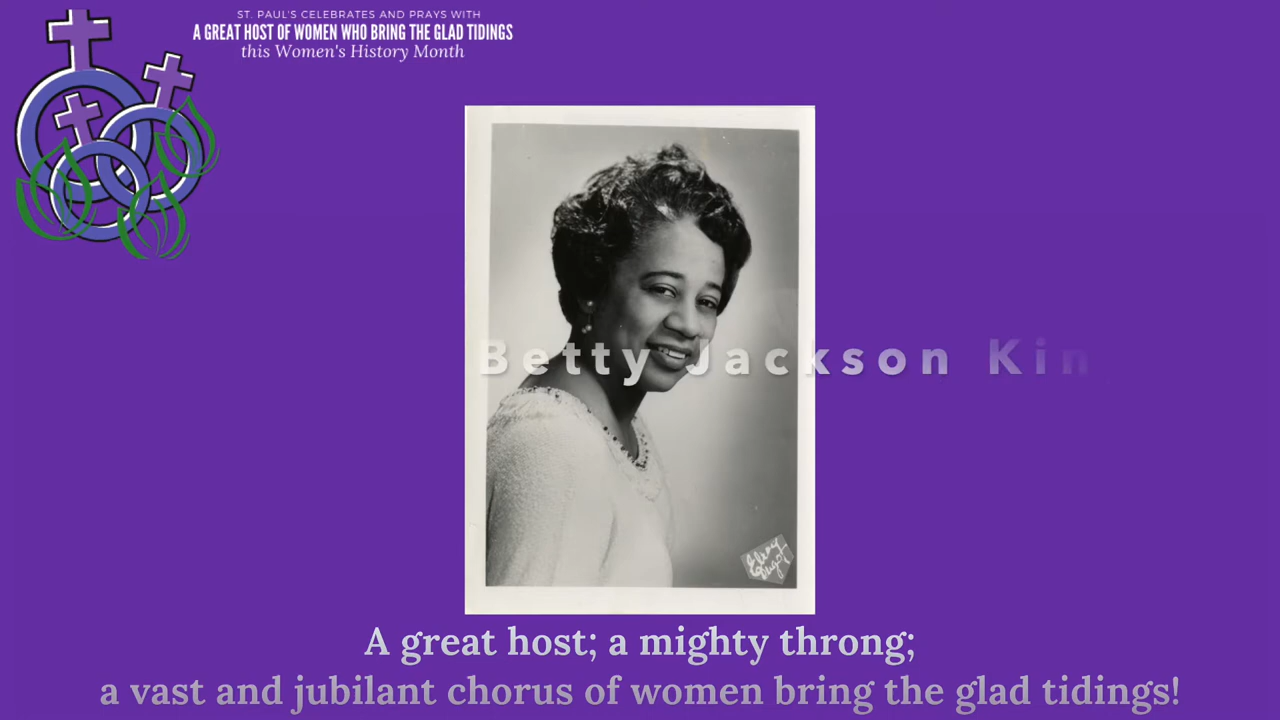 ST. PAUL'S CELEBRATES AND PRAYS WITH
A GREAT HOST OF WOMEN WHO BRING THE GLAD TIDINGS
this Women's History Month
Betty Jackson Kin
A great host; a mighty throng;
a vast and jubilant chorus of women bring the glad tidings!